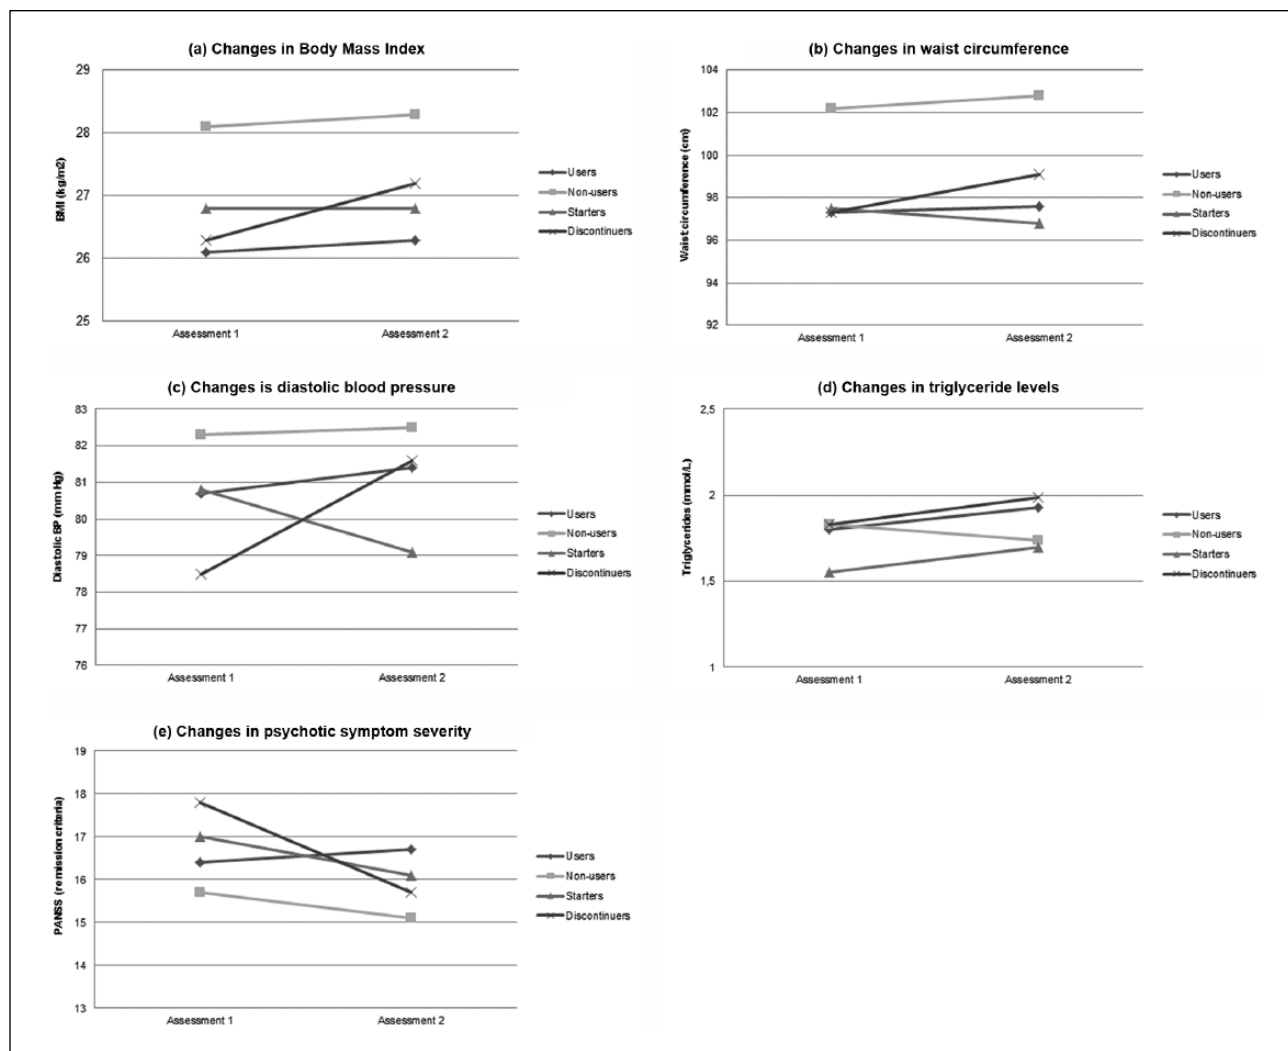 (a) Changes in Body Mass Index
BMI (kg/m2)
29
28
27
26
25
Assessment 1 Assessment 2
Users
Non-users
Starters
Discontinuers
(b) Changes in waist circumference
Waist circumference (cm)
104
102
100
98
96
94
92
Assessment 1 Assessment 2
Users
Non-users
Starters
Discontinuers
(c) Changes is diastolic blood pressure
Diastolic BP (mm Hg)
83
82
81
80
79
78
77
76
Assessment 1 Assessment 2
Users
Non-users
Starters
Discontinuers
(d) Changes in triglyceride levels
Triglycerides (mmol/L)
2,5
2
1,5
1
Assessment 1 Assessment 2
Users
Non-users
Starters
Discontinuers
(e) Changes in psychotic symptom severity
PANSS (remission criteria)
19
18
17
16
15
14
13
Assessment 1 Assessment 2
Users
Non-users
Starters
Discontinuers